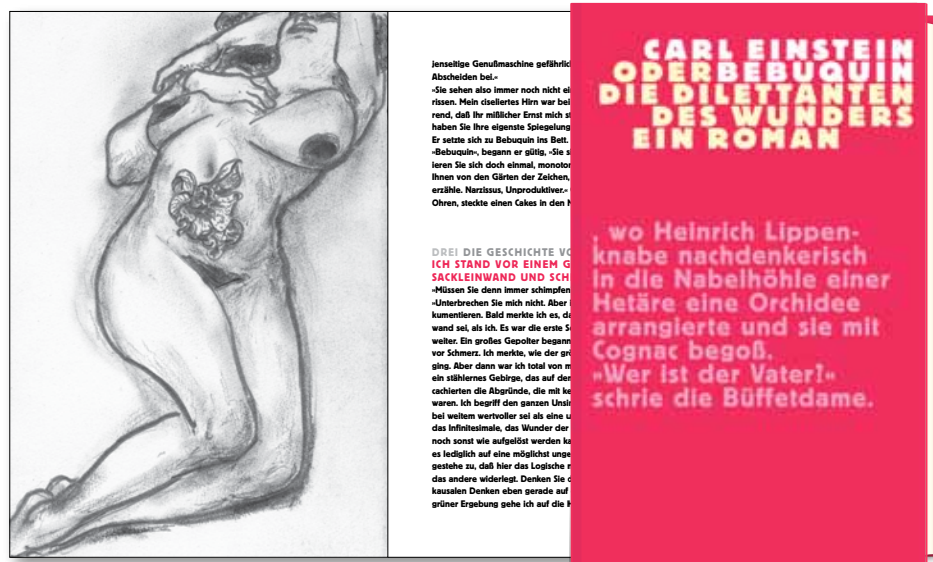 jenseitige Genußmaschine gefährlic
Abscheiden bei.«
»Sie sehen also immer noch nicht ei
rissen. Mein ciseliertes Hirn war bei
rend, daß Ihr mißlicher Ernst mich st
haben Sie Ihre eigenste Spiegelung
Er setzte sich zu Bebuquin ins Bett.
»Bebuquin«, begann er gütig, »Sie s
ieren Sie sich doch einmal, monoton
Ihnen von den Gärten der Zeichen,
erzähle. Narzissus, Unproduktiver.«
Ohren, steckte einen Cakes in den
DREI DIE GESCHICHTE VO
ICH STAND VOR EINEM G
SACKLEINWAND UND SCH
»Müssen Sie denn immer schimpfen
»Unterbrechen Sie mich nicht. Aber
kumentieren. Bald merkte ich es, da
wand sei, als ich. Es war die erste S
weiter. Ein großes Gepolter begann
vor Schmerz. Ich merkte, wie der grö
ging. Aber dann war ich total von m
ein stählernes Gebirge, das auf den
cachierten die Abgründe, die mit ke
waren. Ich begriff den ganzen Unsi
bei weitem wertvoller sei als eine u
das Infinitesimale, das Wunder der
noch sonst wie aufgelöst werden ka
es lediglich auf eine möglichst unge
gestehe zu, daß hier das Logische n
das andere widerlegt. Denken Sie d
kausalen Denken eben gerade auf
grüner Ergebung gehe ich auf die H
CARL EINSTEIN
ODER BEBUQUIN
DIE DILETTANTEN
DES WUNDERS
EIN ROMAN
, wo Heinrich Lippen-
knabe nachdenkerisch
in die Nabelhöhle einer
Hetäre eine Orchidee
arrangierte und sie mit
Cognac begoß.
»Wer ist der Vater?«
schrie die Büffetdame.